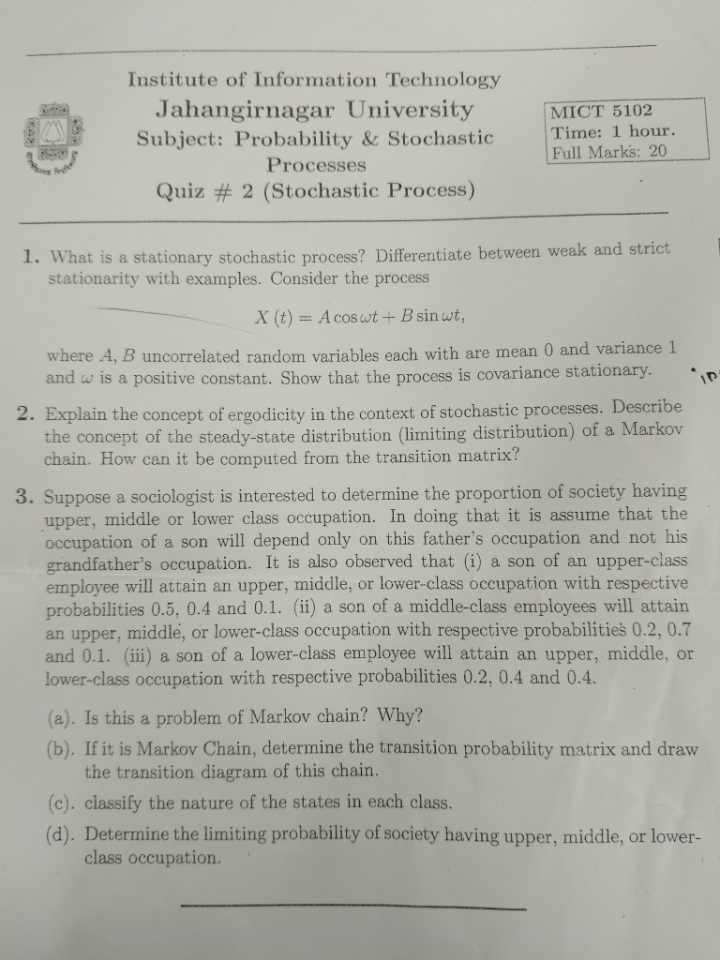 Institute of Information Technology
Jahangirnagar University
Subject: Probability & Stochastic
Processes
Quiz # 2 (Stochastic Process)
MICT 5102
Time: 1 hour.
Full Marks: 20
1. What is a stationary stochastic process? Differentiate between weak and strict
stationarity with examples. Consider the process
X (t) = A cos ωt + B sin ωt,
where A, B uncorrelated random variables each with are mean 0 and variance 1
and ω is a positive constant. Show that the process is covariance stationary.
2. Explain the concept of ergodicity in the context of stochastic processes. Describe
the concept of the steady-state distribution (limiting distribution) of a Markov
chain. How can it be computed from the transition matrix?
3. Suppose a sociologist is interested to determine the proportion of society having
upper, middle or lower class occupation. In doing that it is assume that the
occupation of a son will depend only on this father's occupation and not his
grandfather's occupation. It is also observed that (i) a son of an upper-class
employee will attain an upper, middle, or lower-class occupation with respective
probabilities 0.5, 0.4 and 0.1. (ii) a son of a middle-class employees will attain
an upper, middle, or lower-class occupation with respective probabilities 0.2, 0.7
and 0.1. (iii) a son of a lower-class employee will attain an upper, middle, or
lower-class occupation with respective probabilities 0.2, 0.4 and 0.4.
(a). Is this a problem of Markov chain? Why?
(b). If it is Markov Chain, determine the transition probability matrix and draw
the transition diagram of this chain.
(c). classify the nature of the states in each class.
(d). Determine the limiting probability of society having upper, middle, or lower-
class occupation.